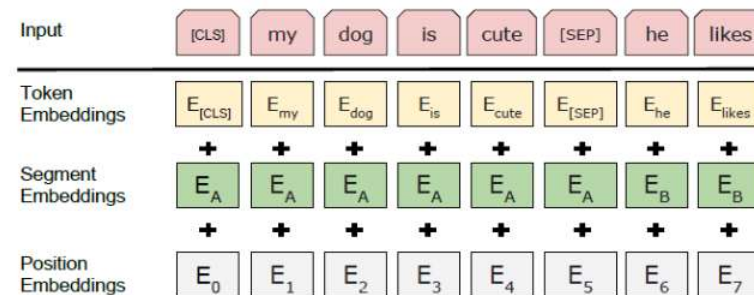 Input [CLS] my dog is cute [SEP] he likes
Token Embeddings E[CLS] Emy Edog Eis Ecute E[SEP] Ehe Elikes
+ + + + + + + +
Segment Embeddings EA EA EA EA EA EA EB EB
+ + + + + + + +
Position Embeddings E0 E1 E2 E3 E4 E5 E6 E7